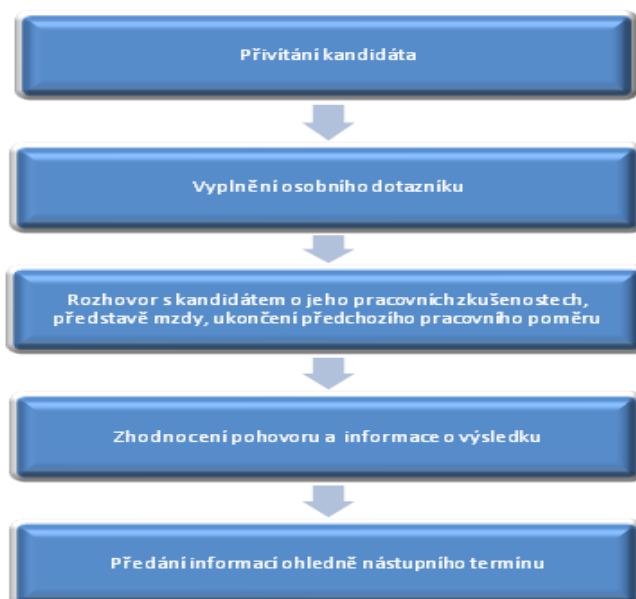 Přivítání kandidáta
Vyplnění osobního dotazníku
Rozhovor s kandidátem o jeho pracovních zkušenostech,
představě mzdy, ukončení předchozího pracovního poměru
Zhodnocení pohovoru a informace o výsledku
Předání informací ohledně nástupního termínu